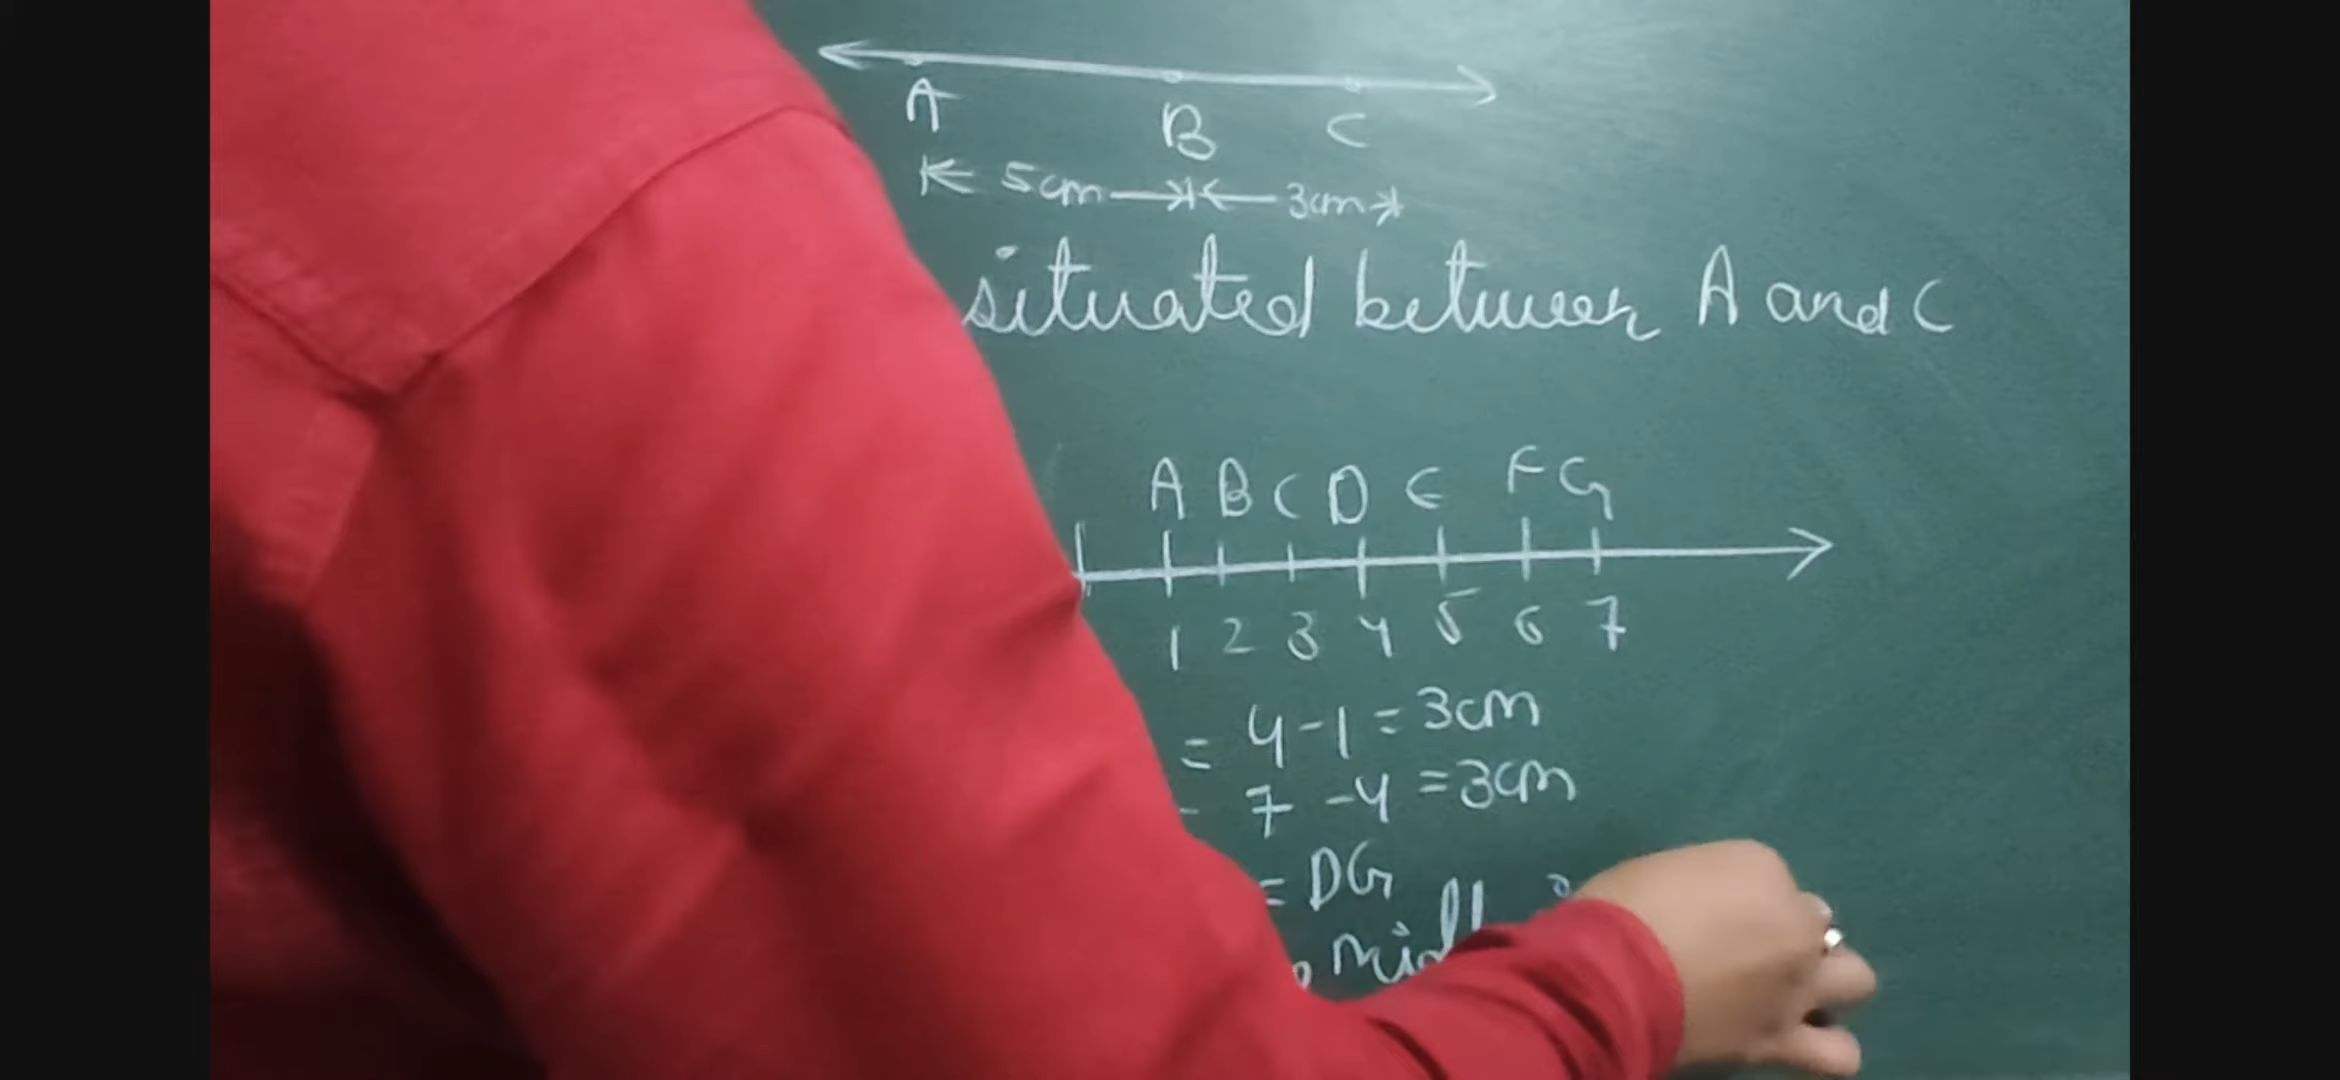 A B C
5cm 3cm
situated between A and C
A B C D E F G
1 2 3 4 5 6 7
= 4-1 = 3cm
7 -4 = 3cm
= DG